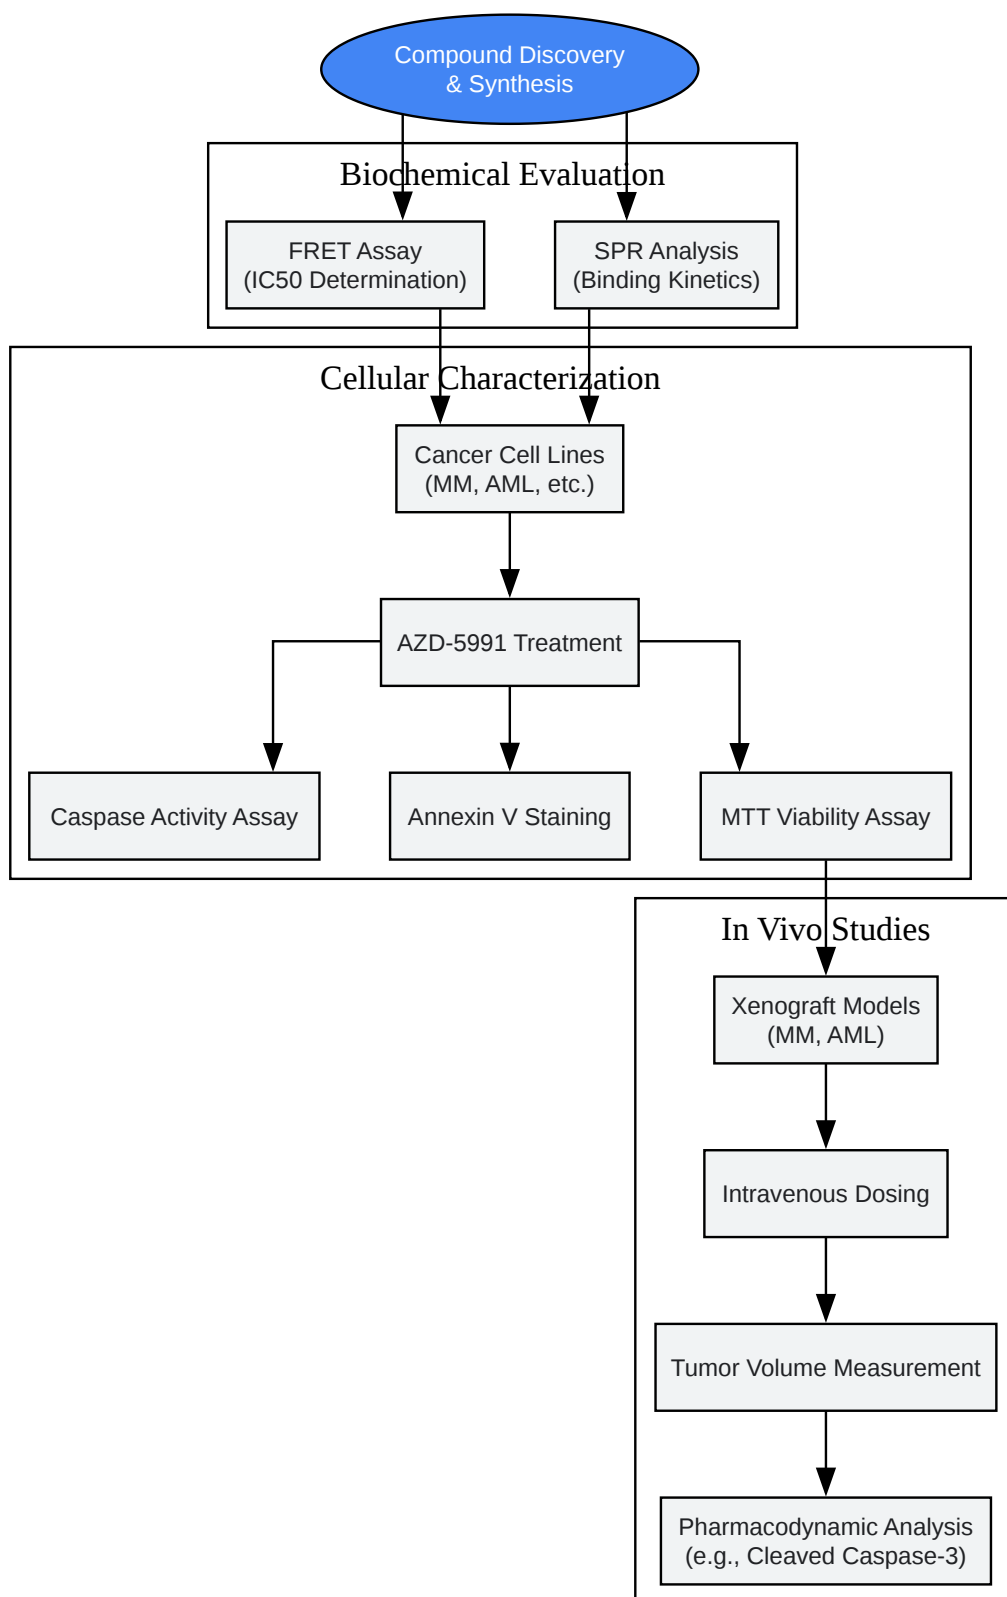 Compound Discovery
& Synthesis
Biochemical Evaluation
FRET Assay
(IC50 Determination)
SPR Analysis
(Binding Kinetics)
Cellular Characterization
Cancer Cell Lines
(MM, AML, etc.)
AZD-5991 Treatment
Caspase Activity Assay
Annexin V Staining
MTT Viability Assay
In Vivo Studies
Xenograft Models
(MM, AML)
Intravenous Dosing
Tumor Volume Measurement
Pharmacodynamic Analysis
(e.g., Cleaved Caspase-3)